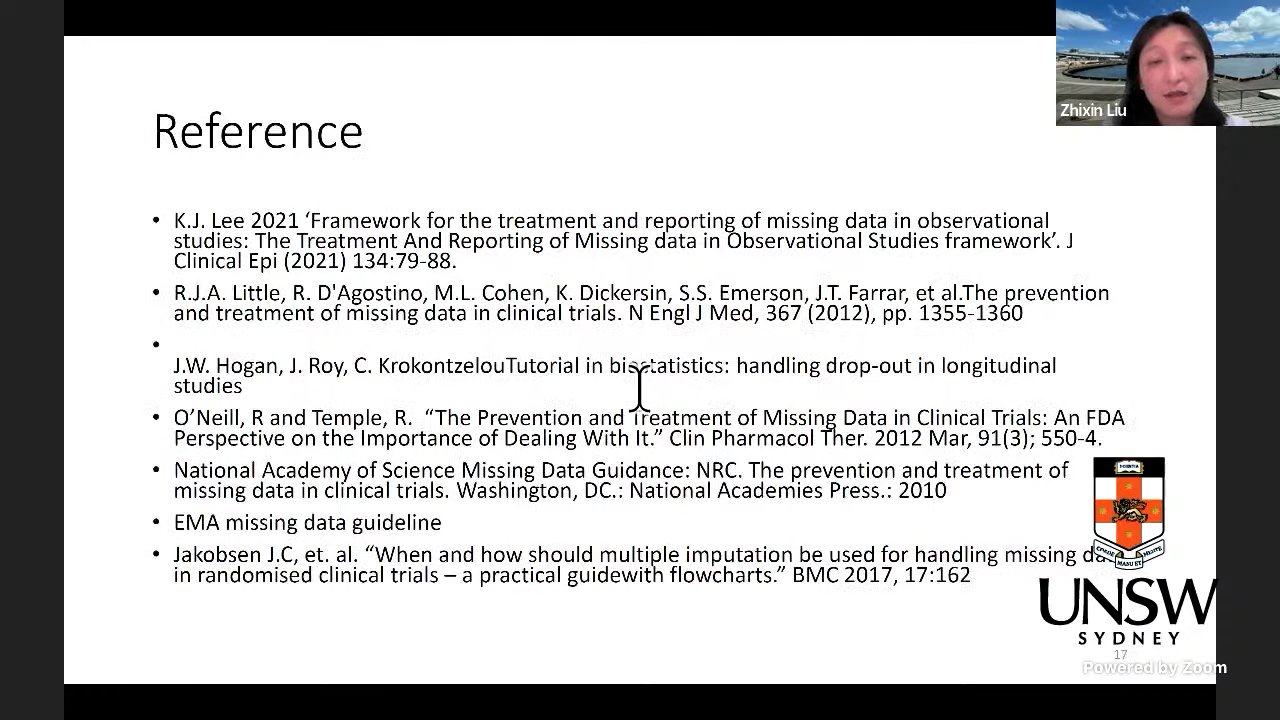 Zhixin Liu
Reference
• K.J. Lee 2021 ‘Framework for the treatment and reporting of missing data in observational
studies: The Treatment And Reporting of Missing data in Observational Studies framework’. J
Clinical Epi (2021) 134:79-88.
• R.J.A. Little, R. D'Agostino, M.L. Cohen, K. Dickersin, S.S. Emerson, J.T. Farrar, et al.The prevention
and treatment of missing data in clinical trials. N Engl J Med, 367 (2012), pp. 1355-1360
•
J.W. Hogan, J. Roy, C. KrokontzelouTutorial in biostatistics: handling drop-out in longitudinal
studies
• O’Neill, R and Temple, R. “The Prevention and Treatment of Missing Data in Clinical Trials: An FDA
Perspective on the Importance of Dealing With It.” Clin Pharmacol Ther. 2012 Mar, 91(3); 550-4.
• National Academy of Science Missing Data Guidance: NRC. The prevention and treatment of
missing data in clinical trials. Washington, DC.: National Academies Press.: 2010
• EMA missing data guideline
• Jakobsen J.C, et. al. “When and how should multiple imputation be used for handling missing
in randomised clinical trials – a practical guidewith flowcharts.” BMC 2017, 17:162
SCIENTIA
MANU ET
UNSW
SYDNEY
17
Powered by Zoom